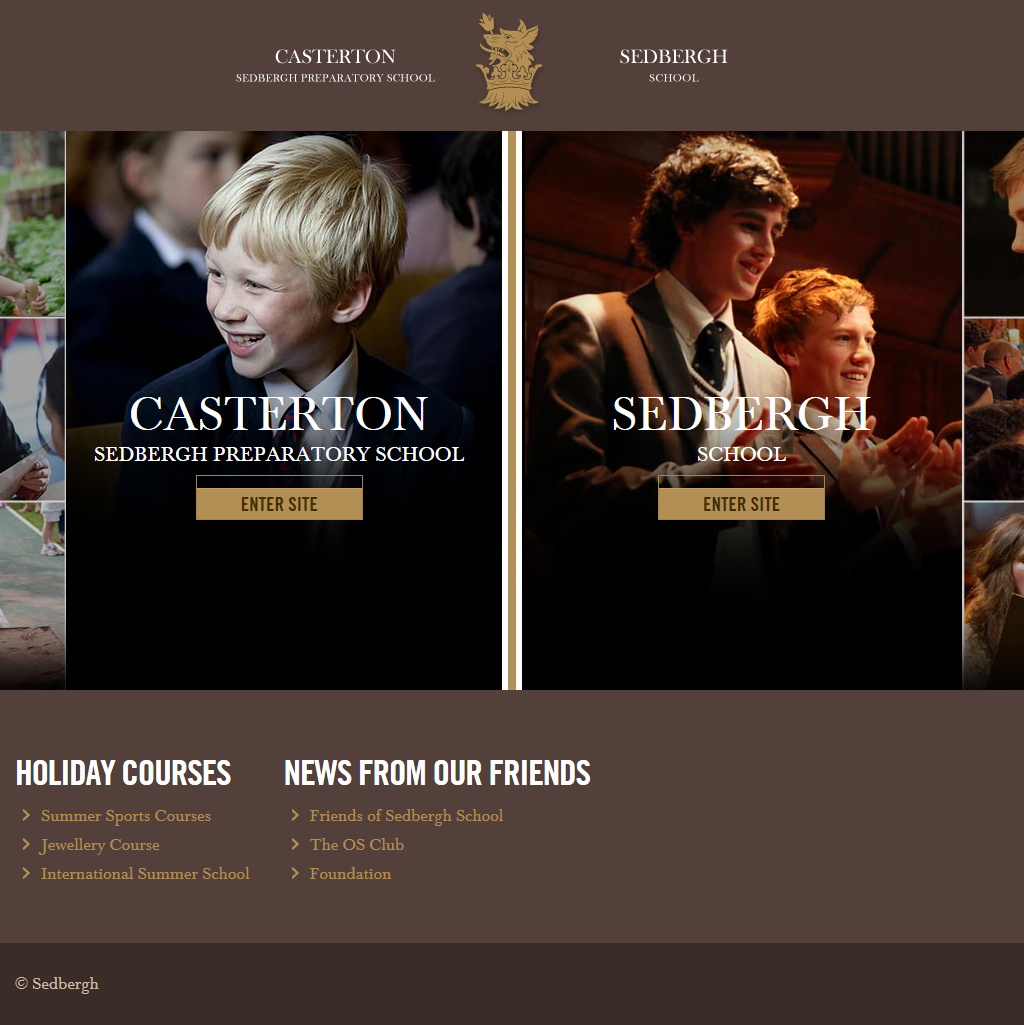 CASTERTON
SEDBERGH PREPARATORY SCHOOL
SEDBERGH
SCHOOL
CASTERTON
SEDBERGH PREPARATORY SCHOOL
ENTER SITE
SEDBERGH
SCHOOL
ENTER SITE
HOLIDAY COURSES
Summer Sports Courses
Jewellery Course
International Summer School
NEWS FROM OUR FRIENDS
Friends of Sedbergh School
The OS Club
Foundation
© Sedbergh